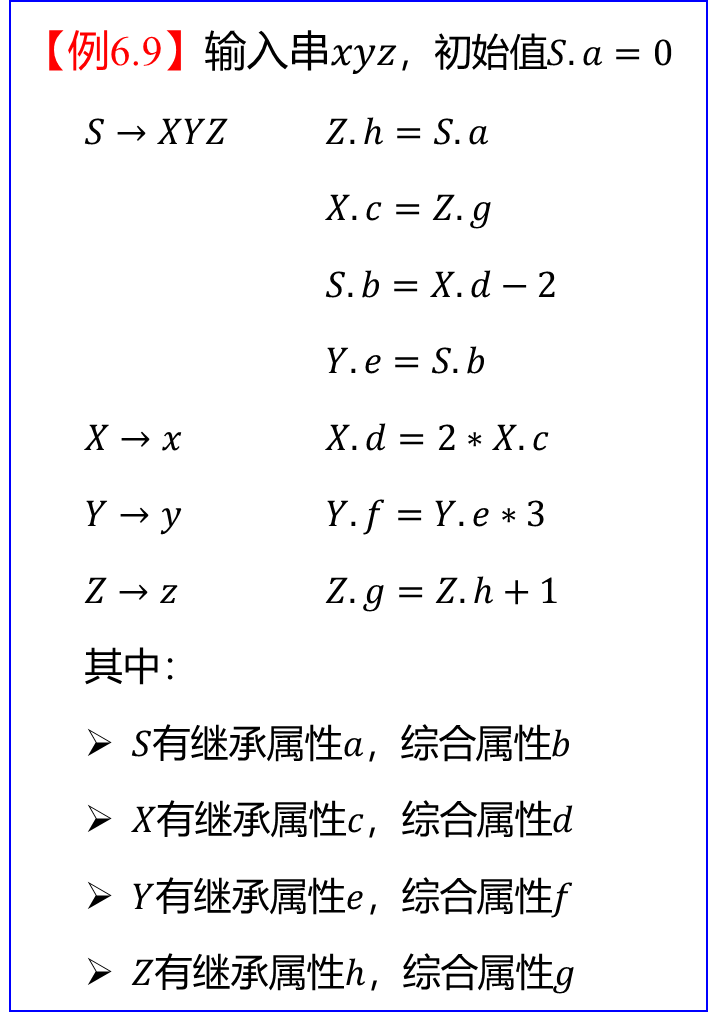 【例6.9】输入串xyz，初始值S.a = 0
S → XYZ Z.h = S.a
X.c = Z.g
S.b = X.d − 2
Y.e = S.b
X → x X.d = 2 ∗ X.c
Y → y Y.f = Y.e ∗ 3
Z → z Z.g = Z.h + 1
其中：
➢ S有继承属性a，综合属性b
➢ X有继承属性c，综合属性d
➢ Y有继承属性e，综合属性f
➢ Z有继承属性h，综合属性g